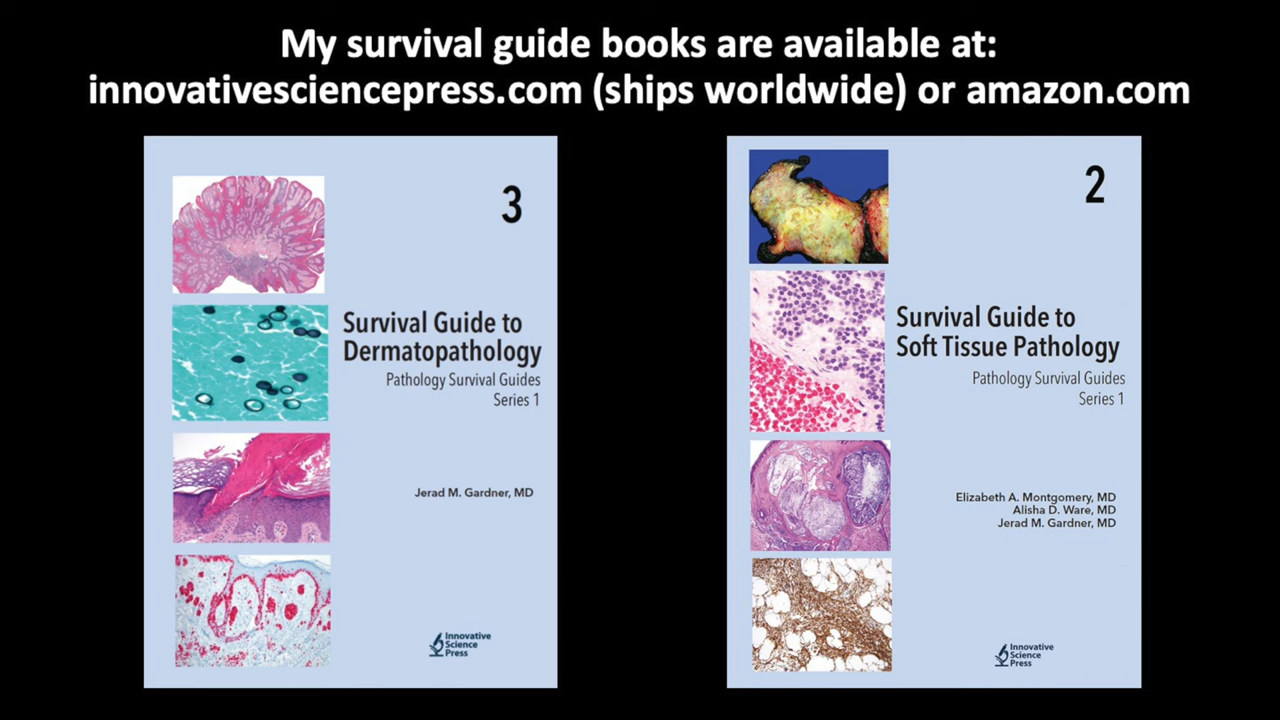 My survival guide books are available at:
innovativesciencepress.com (ships worldwide) or amazon.com
3
Survival Guide to
Dermatopathology
Pathology Survival Guides
Series 1
Jerad M. Gardner, MD
Innovative
Science
Press
2
Survival Guide to
Soft Tissue Pathology
Pathology Survival Guides
Series 1
Elizabeth A. Montgomery, MD
Alisha D. Ware, MD
Jerad M. Gardner, MD
Innovative
Science
Press